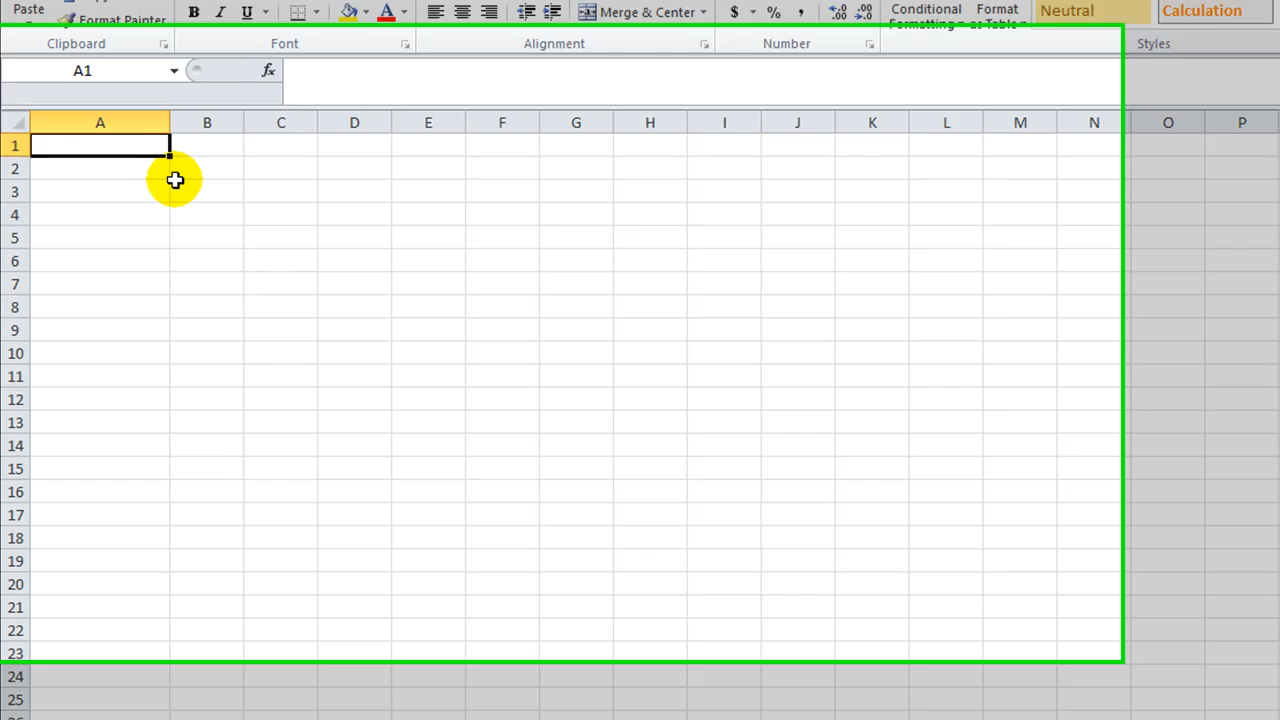 Paste
Format Painter
B I U A
Merge & Center
$ % ,
Conditional Format
Formatting as Table
Neutral
Calculation
Clipboard Font Alignment Number Styles
A1 fx
A B C D E F G H I J K L M N O P
1
2
3
4
5
6
7
8
9
10
11
12
13
14
15
16
17
18
19
20
21
22
23
24
25